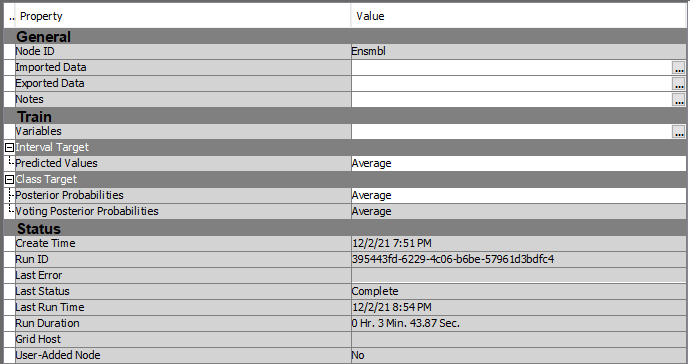 .. Property Value
General
Node ID Ensmbl
Imported Data ...
Exported Data ...
Notes ...
Train
Variables ...
Interval Target
Predicted Values Average
Class Target
Posterior Probabilities Average
Voting Posterior Probabilities Average
Status
Create Time 12/2/21 7:51 PM
Run ID 395443fd-6229-4c06-b6be-57961d3bdfc4
Last Error
Last Status Complete
Last Run Time 12/2/21 8:54 PM
Run Duration 0 Hr. 3 Min. 43.87 Sec.
Grid Host
User-Added Node No